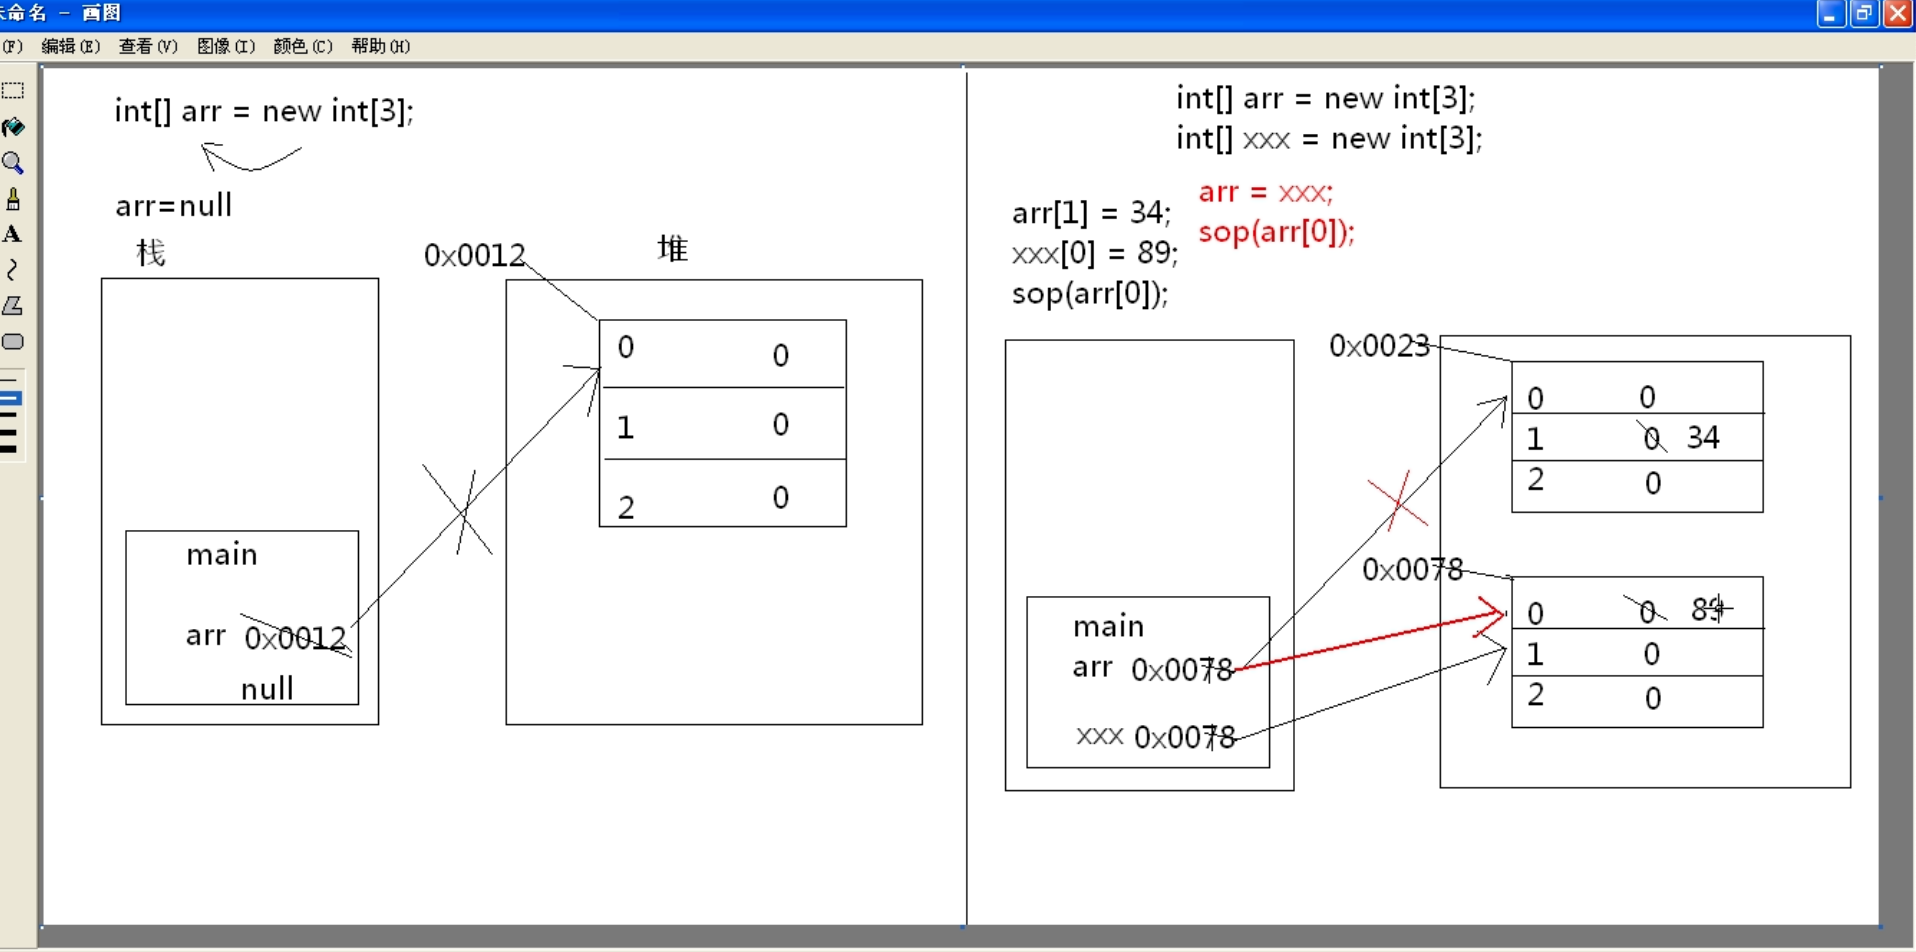 未命名 - 画图
(F) 编辑(E) 查看(V) 图像(I) 颜色(C) 帮助(H)
A
int[] arr = new int[3];
arr=null
栈
0x0012
堆
0 0
1 0
2 0
main
arr 0x0012
null
int[] arr = new int[3];
int[] xxx = new int[3];
arr = xxx;
sop(arr[0]);
arr[1] = 34;
xxx[0] = 89;
sop(arr[0]);
0x0023
0 0
1 0 34
2 0
0x0078
0 0 89
1 0
2 0
main
arr 0x0078
xxx 0x0078